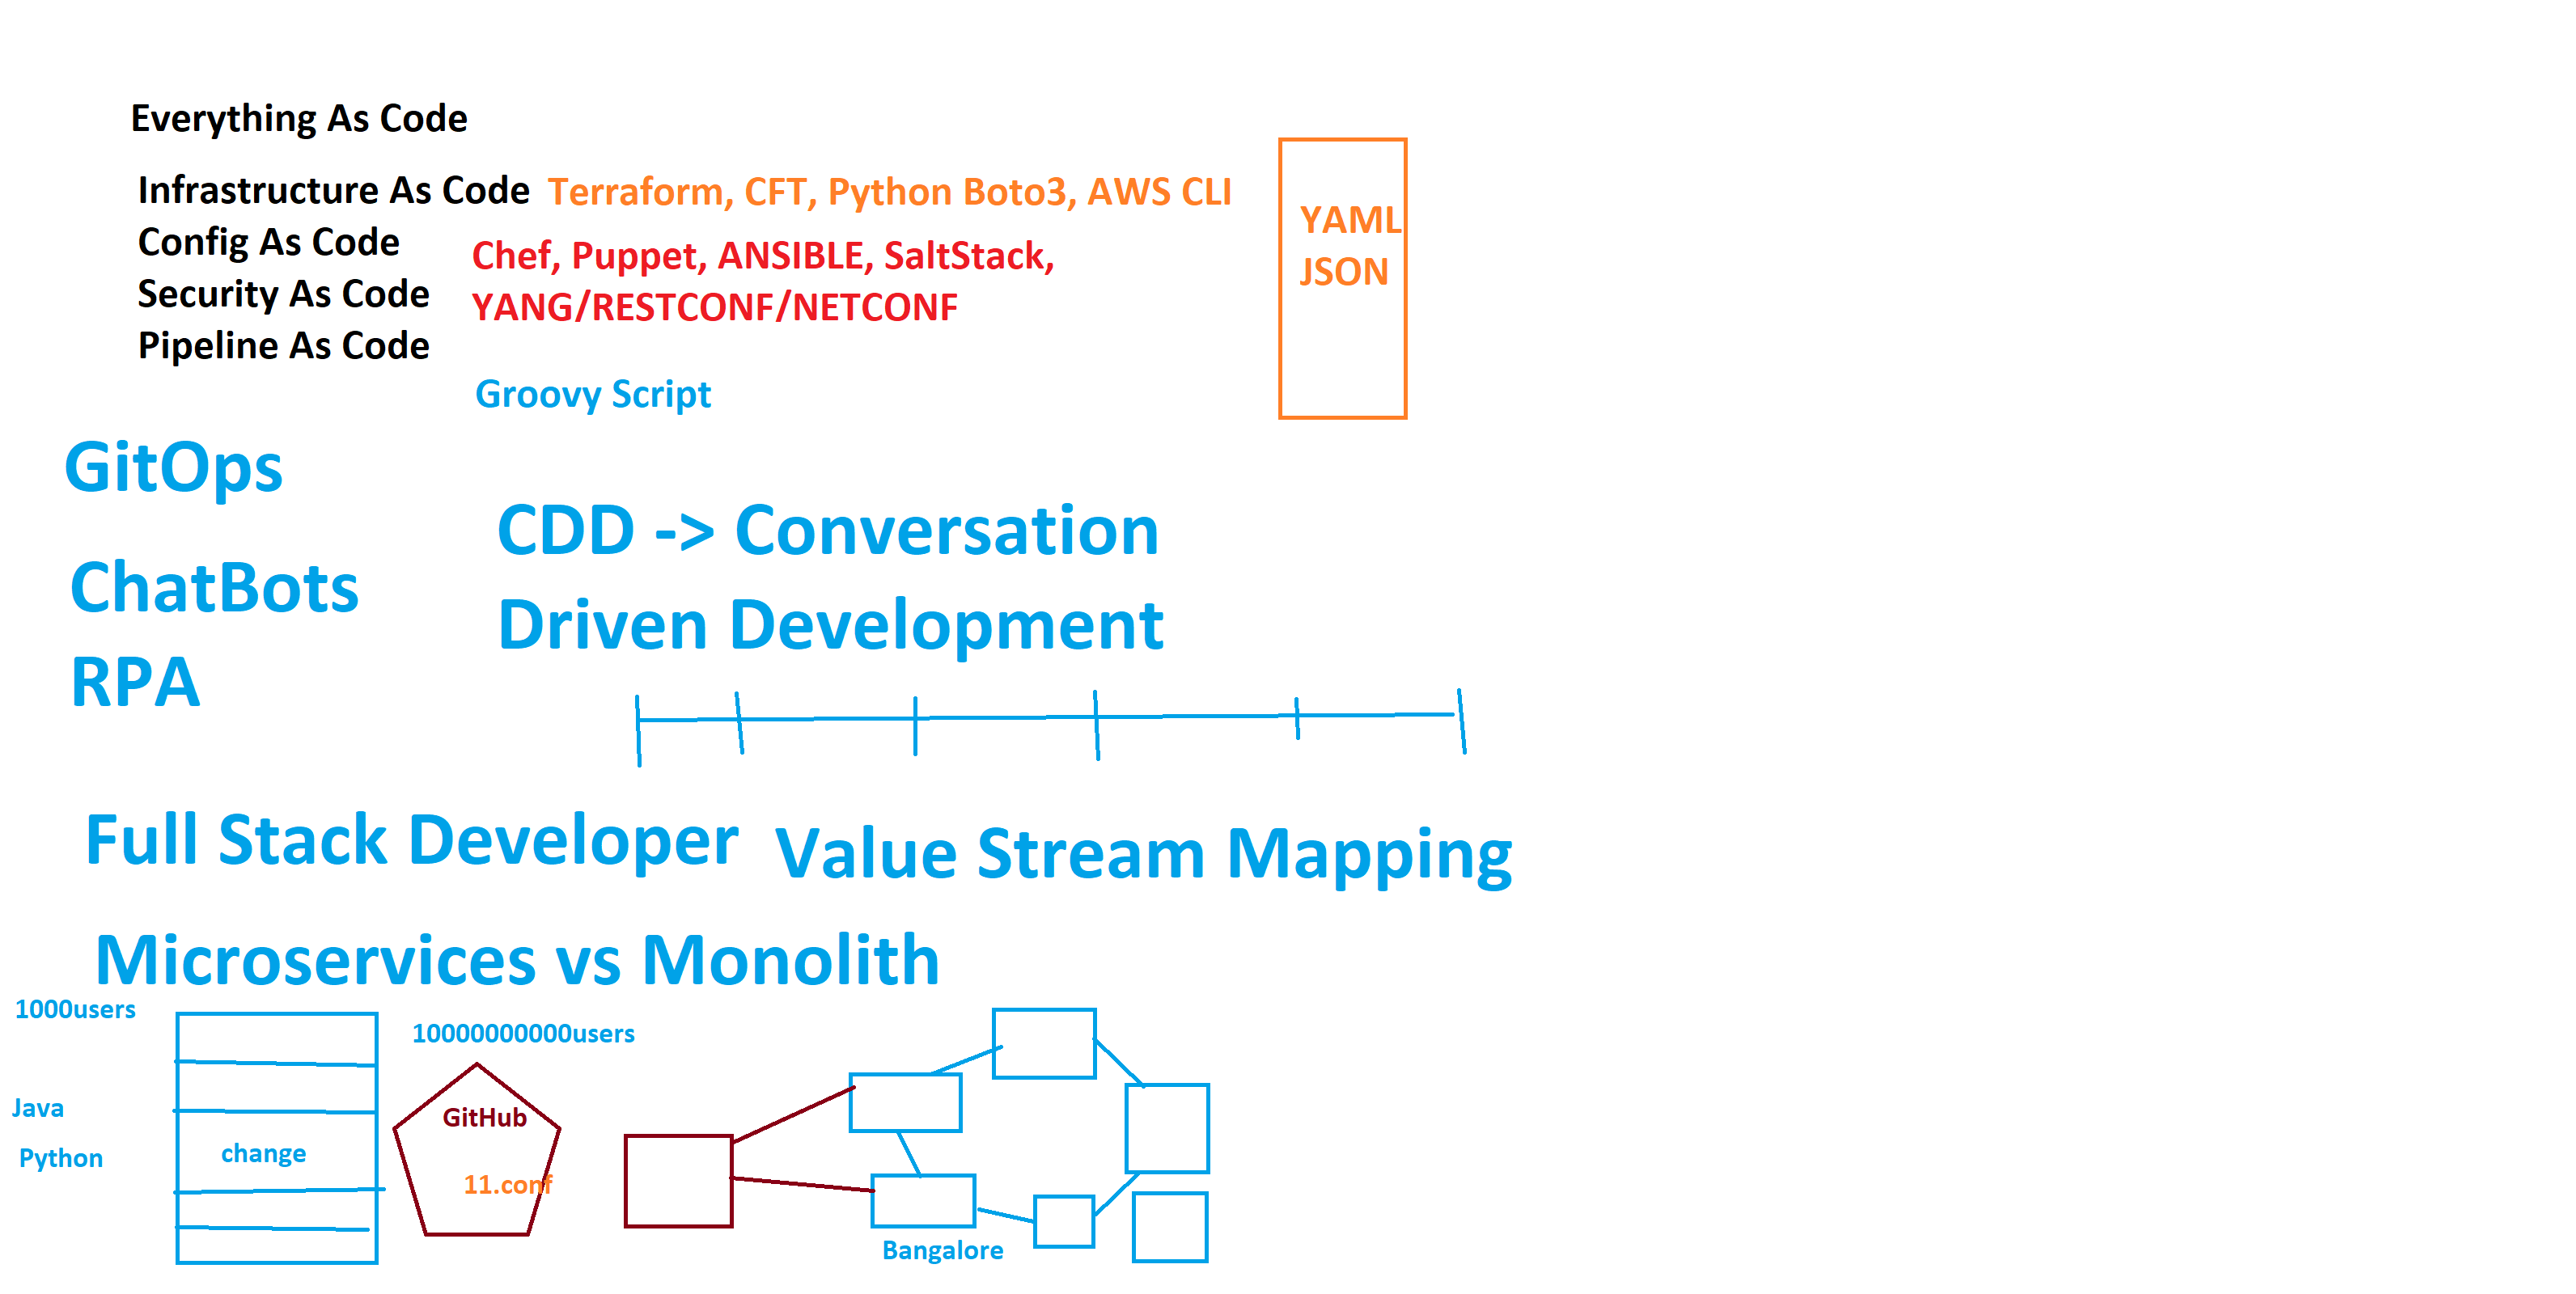 Everything As Code
Infrastructure As Code Terraform, CFT, Python Boto3, AWS CLI
Config As Code
Security As Code
Pipeline As Code
Chef, Puppet, ANSIBLE, SaltStack,
YANG/RESTCONF/NETCONF
Groovy Script
YAML
JSON
GitOps
ChatBots
RPA
CDD -> Conversation
Driven Development
Full Stack Developer
Value Stream Mapping
Microservices vs Monolith
1000users
Java
Python
change
10000000000users
GitHub
11.conf
Bangalore